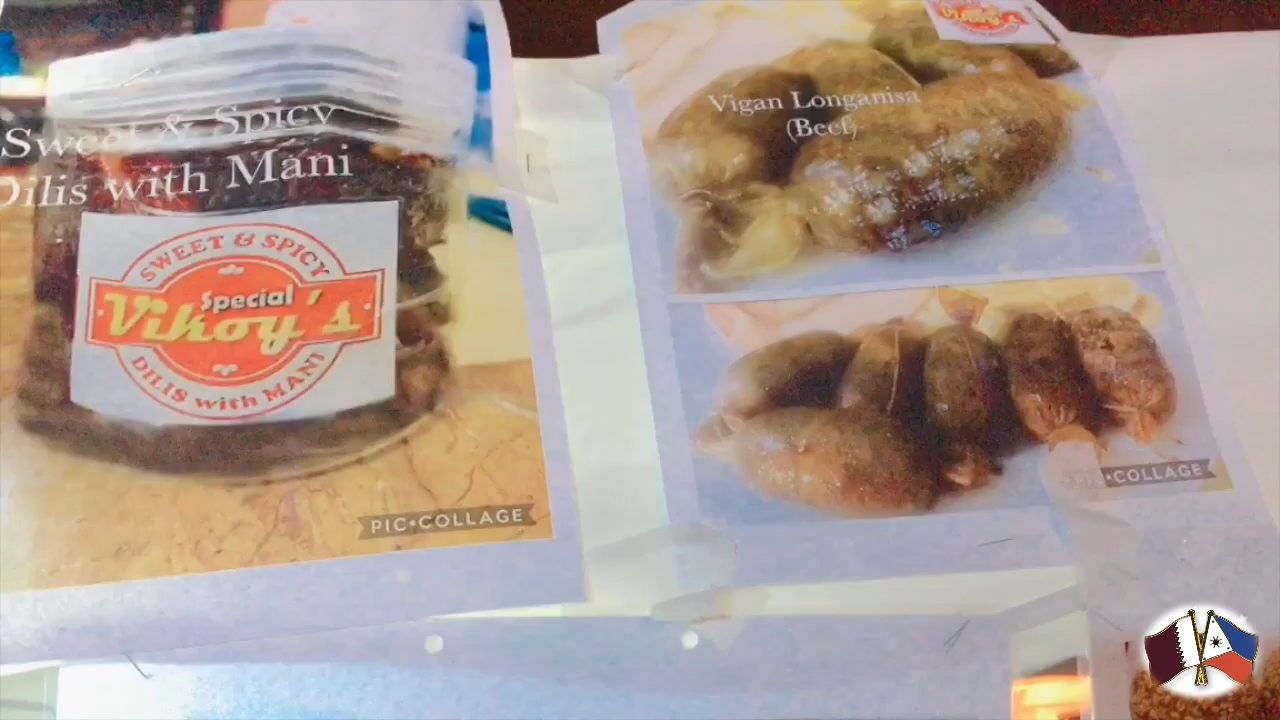 Sweet & Spicy
Dilis with Mani
SWEET & SPICY
Special
Vikoy's
DILIS with MANI
PIC•COLLAGE
Vikoy's
Vigan Longanisa
(Beef)
PIC•COLLAGE